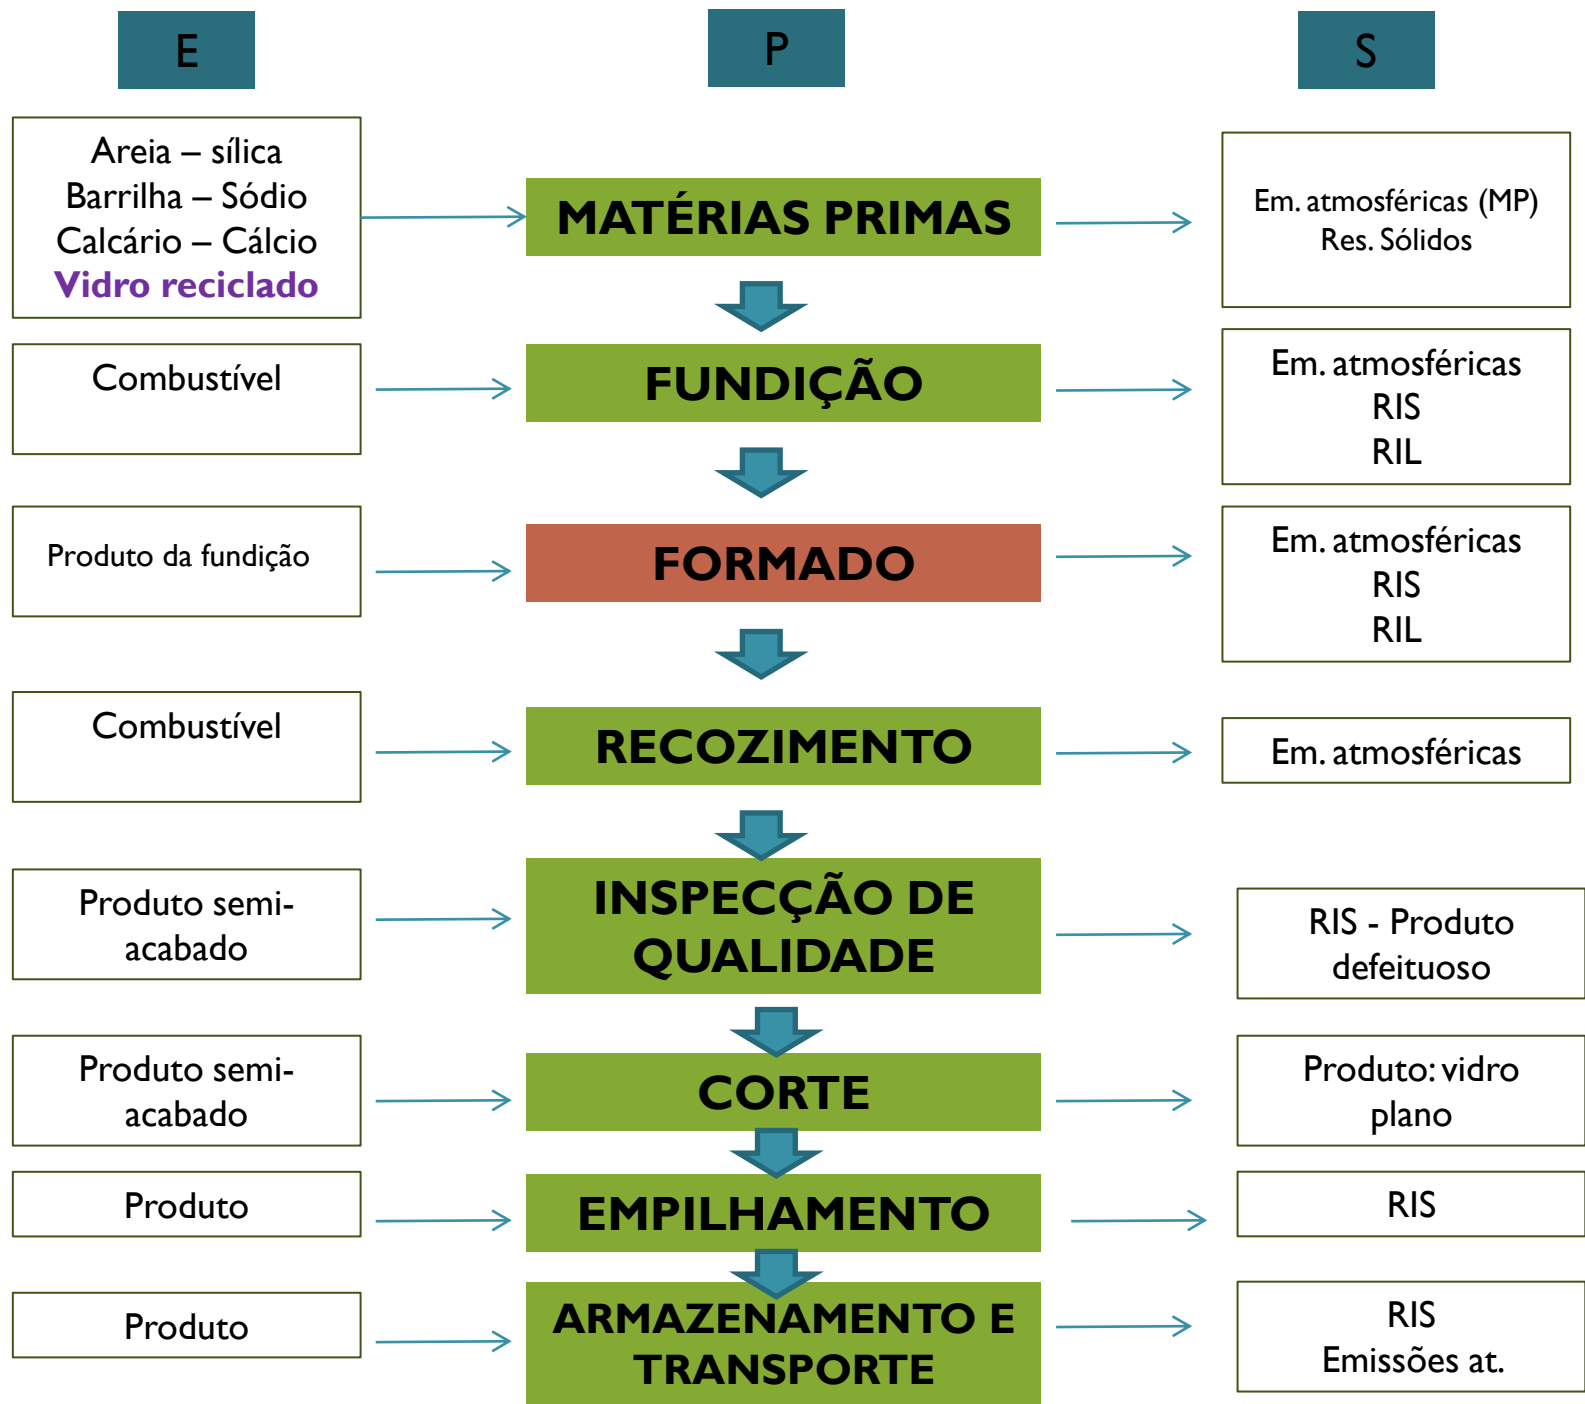 E
P
S
Areia – sílica
Barrilha – Sódio
Calcário – Cálcio
Vidro reciclado
MATÉRIAS PRIMAS
Em. atmosféricas (MP)
Res. Sólidos
Combustível
FUNDIÇÃO
Em. atmosféricas
RIS
RIL
Produto da fundição
FORMADO
Em. atmosféricas
RIS
RIL
Combustível
RECOZIMENTO
Em. atmosféricas
Produto semi-
acabado
INSPECÇÃO DE
QUALIDADE
RIS - Produto
defeituoso
Produto semi-
acabado
CORTE
Produto: vidro
plano
Produto
EMPILHAMENTO
RIS
Produto
ARMAZENAMENTO E
TRANSPORTE
RIS
Emissões at.